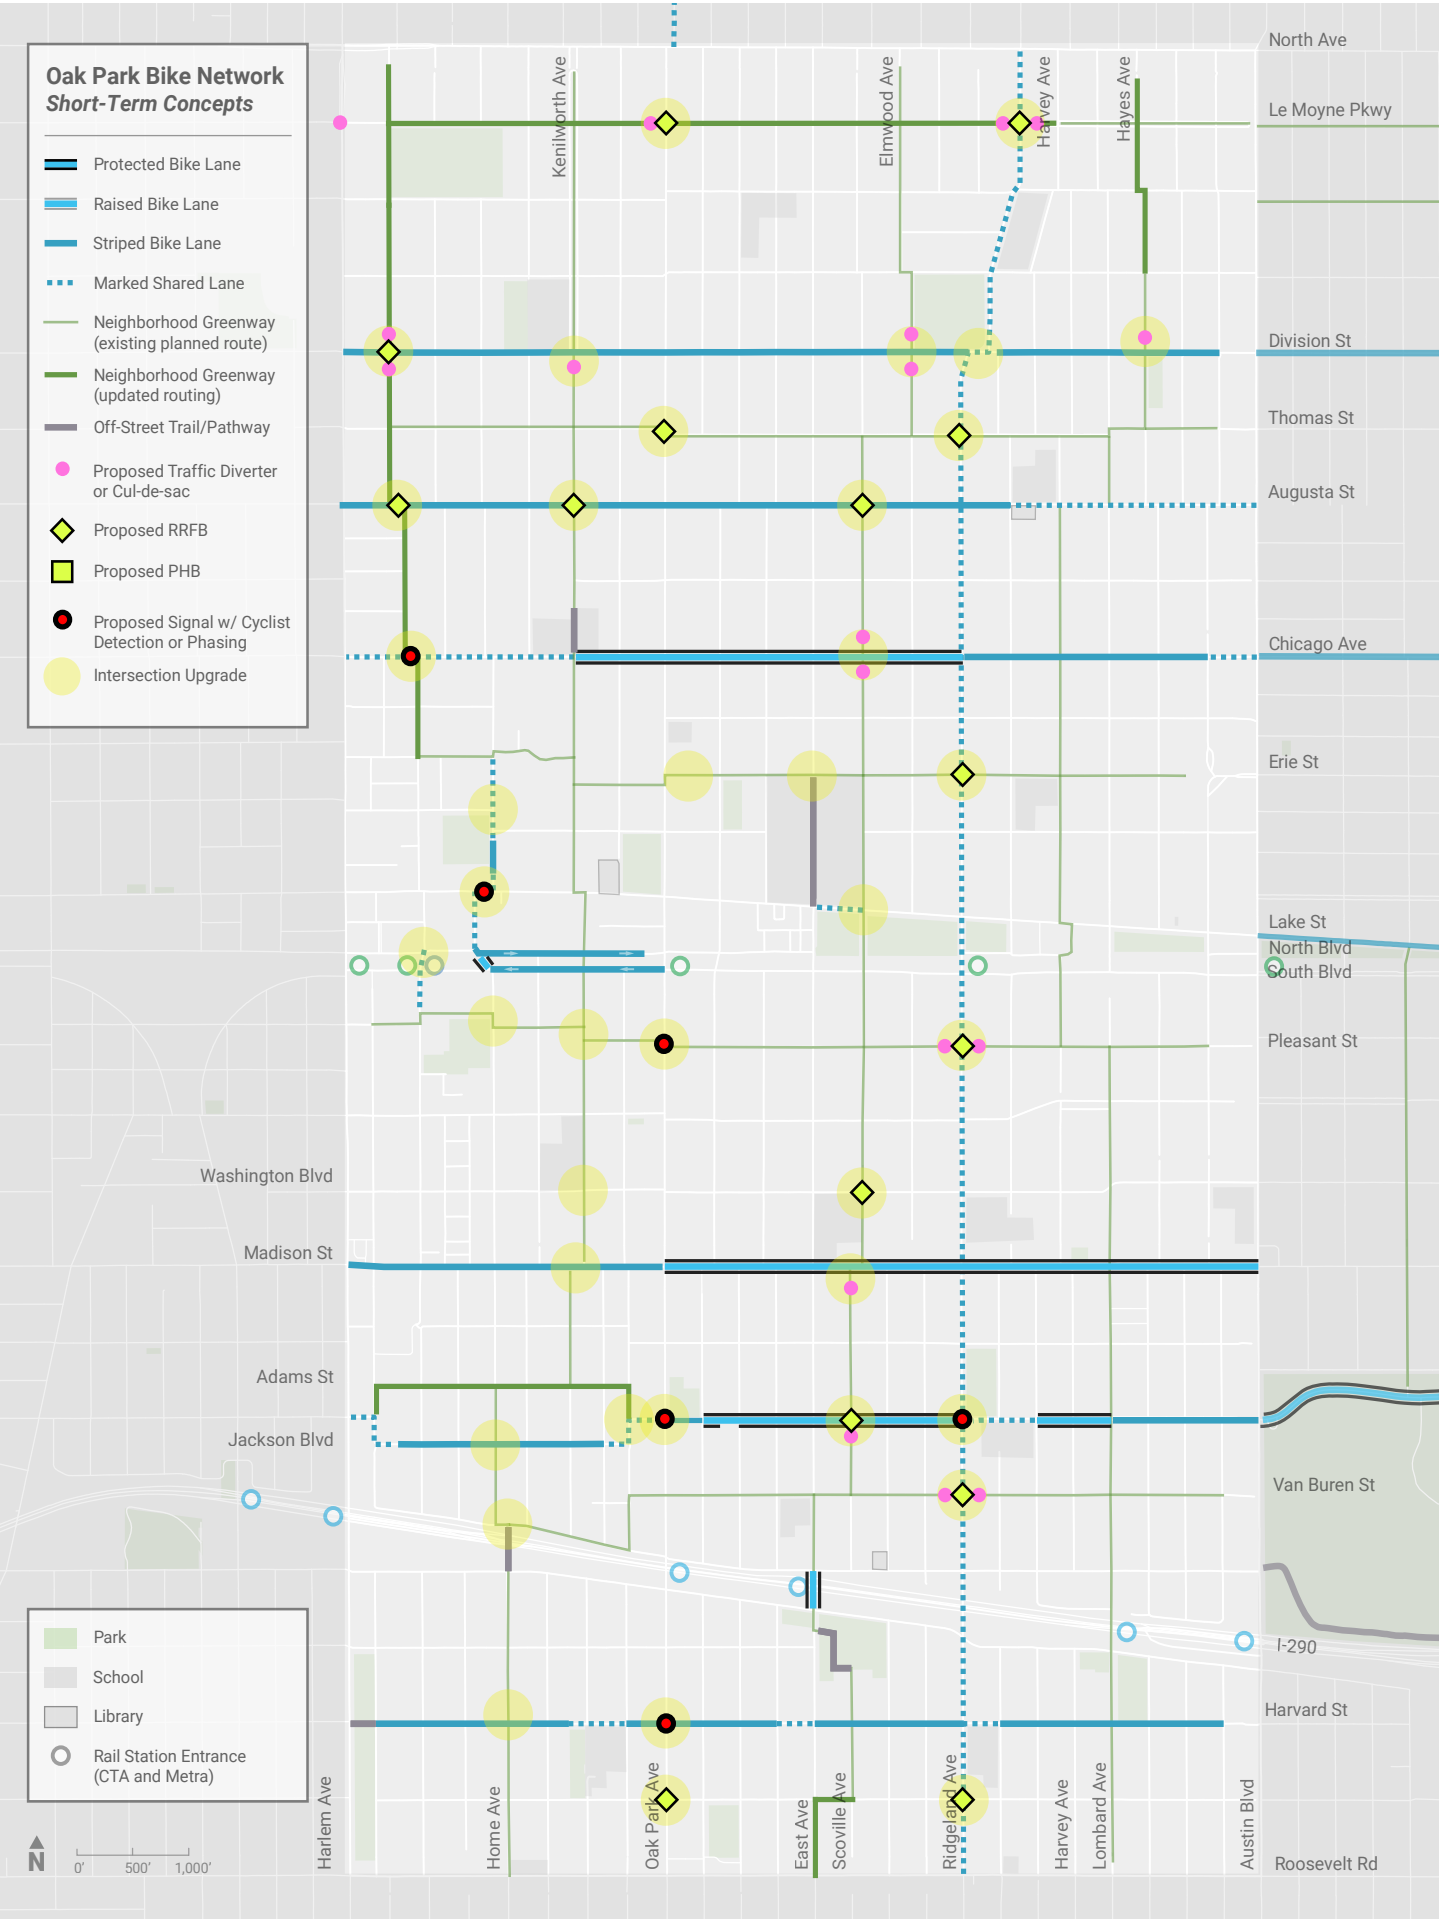 Oak Park Bike Network
Short-Term Concepts
Protected Bike Lane
Raised Bike Lane
Striped Bike Lane
Marked Shared Lane
Neighborhood Greenway
(existing planned route)
Neighborhood Greenway
(updated routing)
Off-Street Trail/Pathway
Proposed Traffic Diverter
or Cul-de-sac
Proposed RRFB
Proposed PHB
Proposed Signal w/ Cyclist
Detection or Phasing
Intersection Upgrade
Kenilworth Ave
Elmwood Ave
Harvey Ave
Hayes Ave
North Ave
Le Moyne Pkwy
Division St
Thomas St
Augusta St
Chicago Ave
Erie St
Lake St
North Blvd
South Blvd
Pleasant St
Washington Blvd
Madison St
Adams St
Jackson Blvd
Van Buren St
I-290
Harvard St
Roosevelt Rd
Park
School
Library
Rail Station Entrance
(CTA and Metra)
N
0'
500'
1,000'
Harlem Ave
Home Ave
Oak Park Ave
East Ave
Scoville Ave
Ridgeland Ave
Harvey Ave
Lombard Ave
Austin Blvd